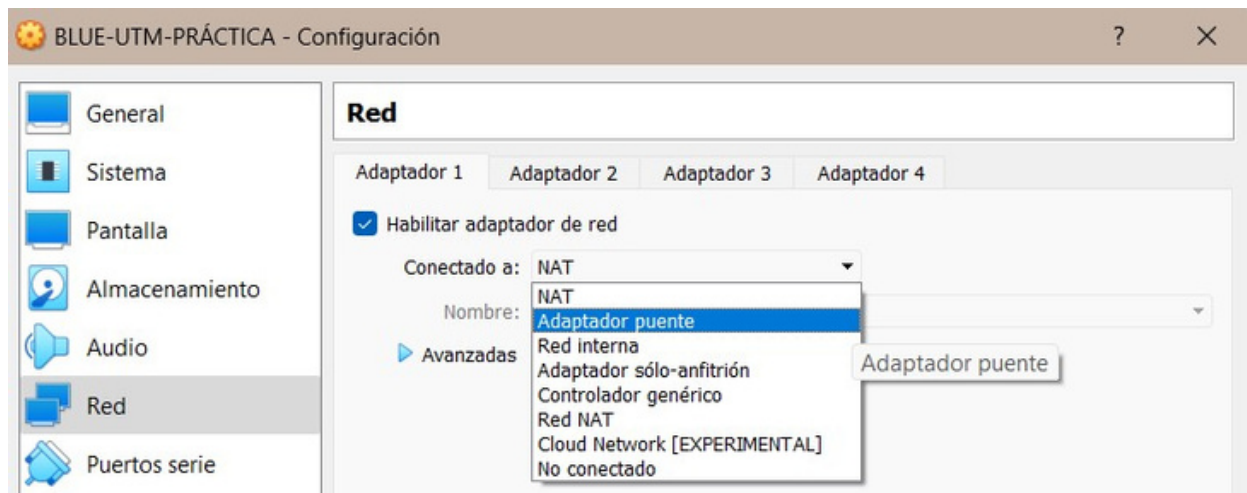 BLUE-UTM-PRÁCTICA - Configuración ?
General
Sistema
Pantalla
Almacenamiento
Audio
Red
Puertos serie
Red
Adaptador 1 Adaptador 2 Adaptador 3 Adaptador 4
Habilitar adaptador de red
Conectado a: NAT
Nombre:
Avanzadas
NAT
Adaptador puente
Red interna
Adaptador sólo-anfitrión
Controlador genérico
Red NAT
Cloud Network [EXPERIMENTAL]
No conectado
Adaptador puente